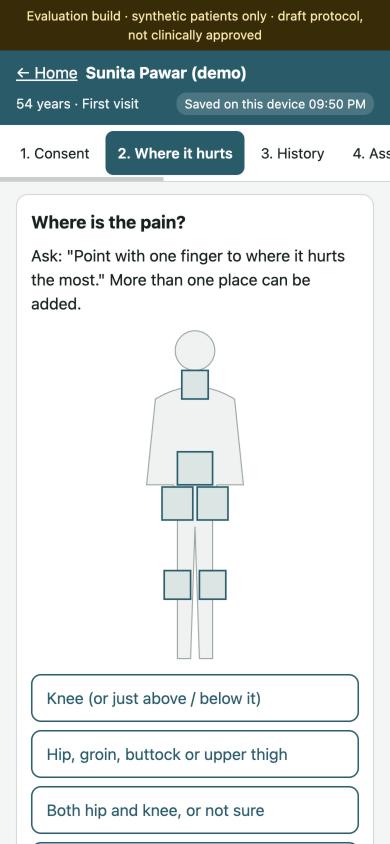 Evaluation build · synthetic patients only · draft protocol,
not clinically approved
← Home Sunita Pawar (demo)
54 years · First visit Saved on this device 09:50 PM
1. Consent 2. Where it hurts 3. History 4. Ass
Where is the pain?
Ask: "Point with one finger to where it hurts
the most." More than one place can be
added.
Knee (or just above / below it)
Hip, groin, buttock or upper thigh
Both hip and knee, or not sure